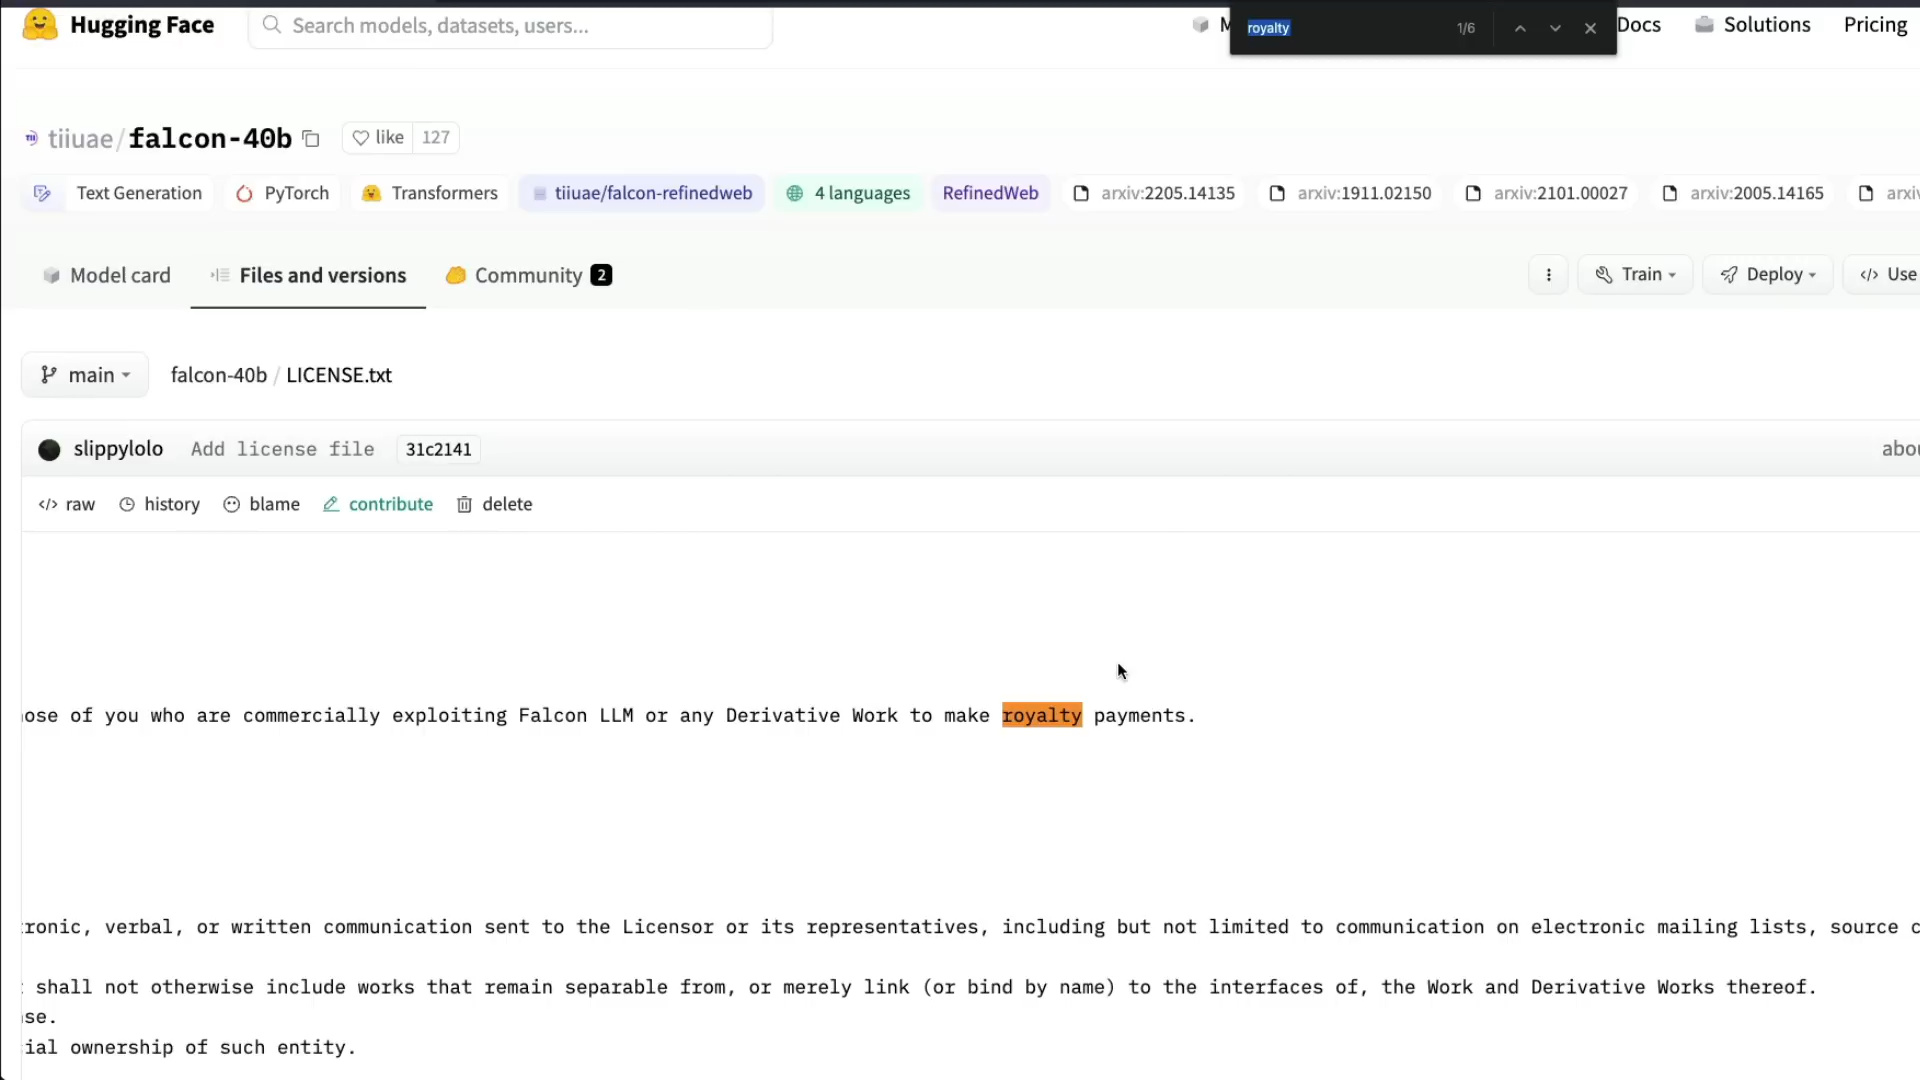 Hugging Face
Search models, datasets, users...
royalty
1/6
Docs
Solutions
Pricing
tiiuae/falcon-40b
like
127
Text Generation
PyTorch
Transformers
tiiuae/falcon-refinedweb
4 languages
RefinedWeb
arxiv:2205.14135
arxiv:1911.02150
arxiv:2101.00027
arxiv:2005.14165
Model card
Files and versions
Community
2
Train
Deploy
</> Use
main
falcon-40b / LICENSE.txt
slippylolo
Add license file
31c2141
</> raw
history
blame
contribute
delete
of you who are commercially exploiting Falcon LLM or any Derivative Work to make royalty payments.
verbal, or written communication sent to the Licensor or its representatives, including but not limited to communication on electronic mailing lists, source
shall not otherwise include works that remain separable from, or merely link (or bind by name) to the interfaces of, the Work and Derivative Works thereof.
ownership of such entity.